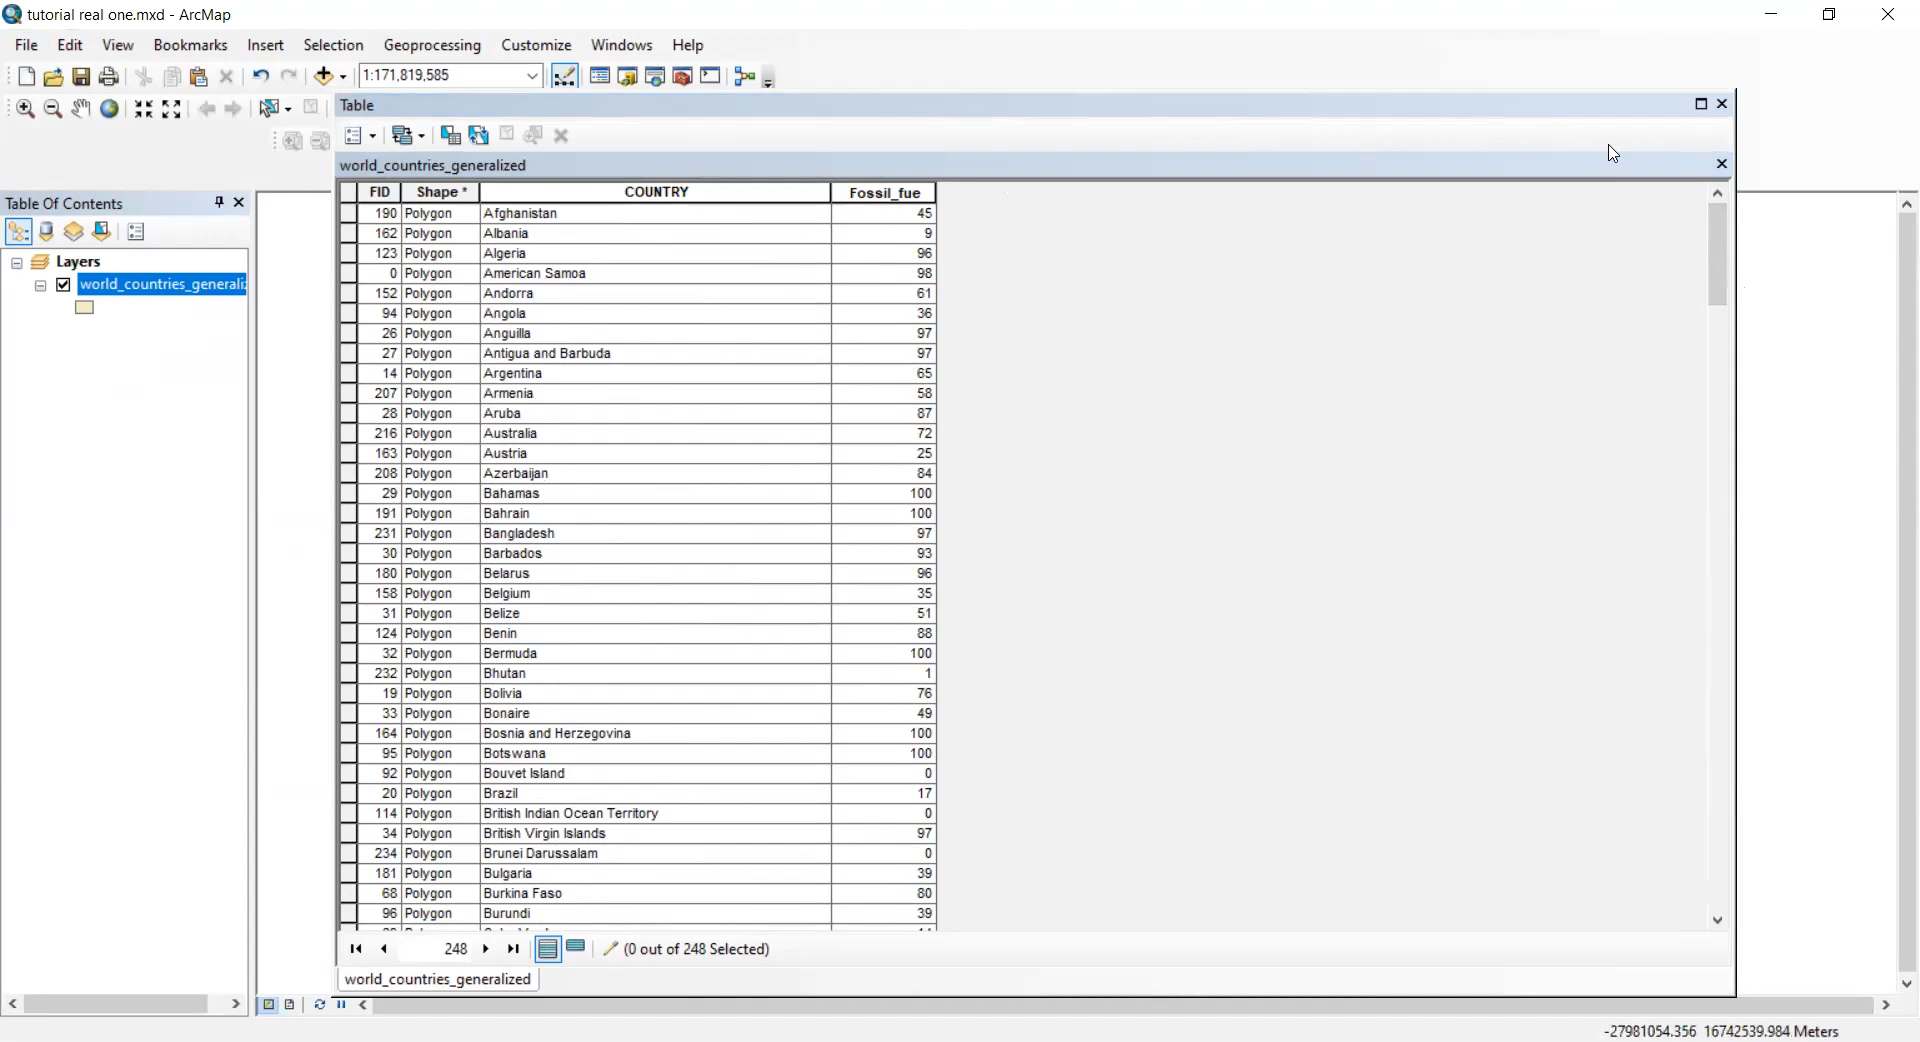 tutorial real one.mxd - ArcMap
File Edit View Bookmarks Insert Selection Geoprocessing Customize Windows Help
1:171,819,585
Table
world_countries_generalized
Table Of Contents
Layers
world_countries_generali
FID Shape * COUNTRY Fossil_fue
190 Polygon Afghanistan 45
162 Polygon Albania 9
123 Polygon Algeria 96
0 Polygon American Samoa 98
152 Polygon Andorra 61
94 Polygon Angola 36
26 Polygon Anguilla 97
27 Polygon Antigua and Barbuda 97
14 Polygon Argentina 65
207 Polygon Armenia 58
28 Polygon Aruba 87
216 Polygon Australia 72
163 Polygon Austria 25
208 Polygon Azerbaijan 84
29 Polygon Bahamas 100
191 Polygon Bahrain 100
231 Polygon Bangladesh 97
30 Polygon Barbados 93
180 Polygon Belarus 96
158 Polygon Belgium 35
31 Polygon Belize 51
124 Polygon Benin 88
32 Polygon Bermuda 100
232 Polygon Bhutan 1
19 Polygon Bolivia 76
33 Polygon Bonaire 49
164 Polygon Bosnia and Herzegovina 100
95 Polygon Botswana 100
92 Polygon Bouvet Island 0
20 Polygon Brazil 17
114 Polygon British Indian Ocean Territory 0
34 Polygon British Virgin Islands 97
234 Polygon Brunei Darussalam 0
181 Polygon Bulgaria 39
68 Polygon Burkina Faso 80
96 Polygon Burundi 39
248 (0 out of 248 Selected)
world_countries_generalized
-27981054.356 16742539.984 Meters